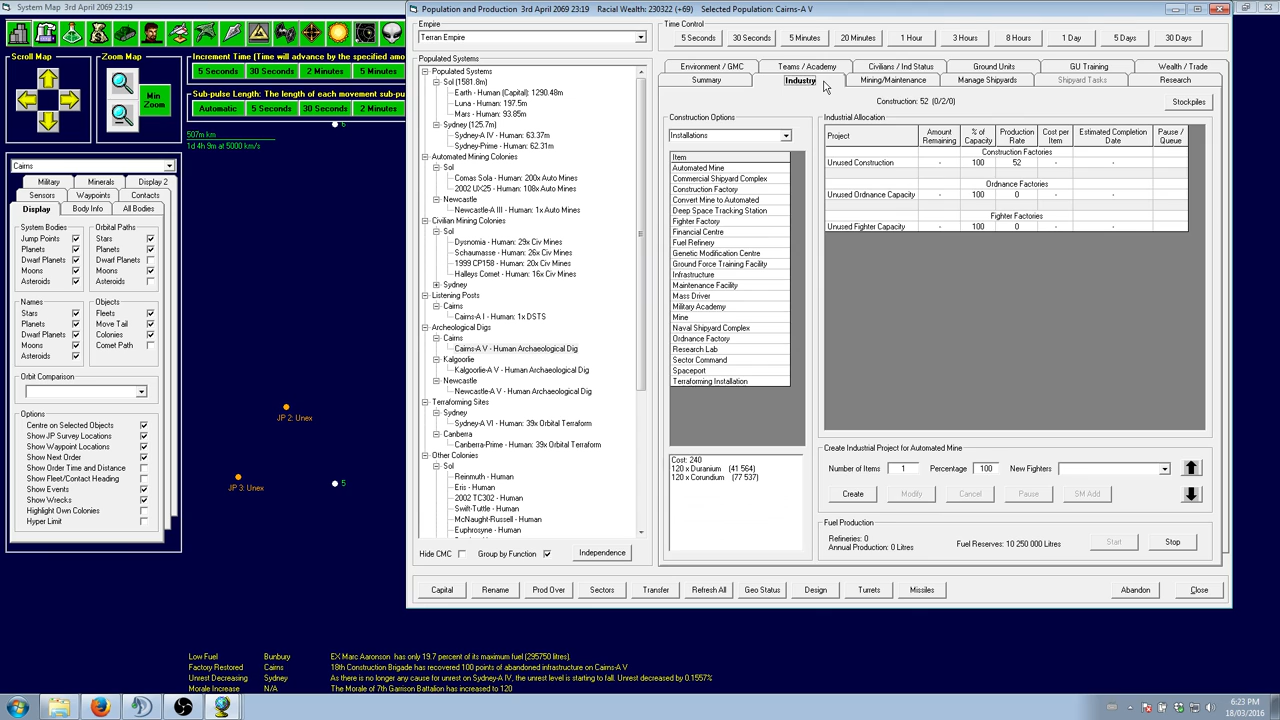 System Map 3rd April 2069 23:19
Population and Production 3rd April 2069 23:19 Racial Wealth: 230322 (+69) Selected Population: Cairns-A V
Scroll Map
Zoom Map
Min Zoom
Increment Time (Time will advance by the specified amoun
5 Seconds
30 Seconds
2 Minutes
5 Minutes
Sub-pulse Length: The length of each movement sub-pul
Automatic
5 Seconds
30 Seconds
2 Minutes
507m km
1d 4h 9m at 5000 km/s
6
Cairns
Military
Minerals
Display 2
Sensors
Waypoints
Contacts
Display
Body Info
All Bodies
System Bodies
Jump Points
Planets
Dwarf Planets
Moons
Asteroids
Orbital Paths
Stars
Planets
Dwarf Planets
Moons
Asteroids
Names
Stars
Planets
Dwarf Planets
Moons
Asteroids
Objects
Fleets
Move Tail
Colonies
Comet Path
Orbit Comparison
Options
Centre on Selected Objects
Show JP Survey Locations
Show Waypoint Locations
Show Next Order
Show Order Time and Distance
Show Fleet/Contact Heading
Show Events
Show Wrecks
Highlight Own Colonies
Hyper Limit
JP 2: Unex
JP 3: Unex
5
Empire
Terran Empire
Populated Systems
Populated Systems
Sol (1581.8m)
Earth - Human (Capital): 1290.48m
Luna - Human: 197.5m
Mars - Human: 93.85m
Sydney (125.7m)
Sydney-A IV - Human: 63.37m
Sydney-Prime - Human: 62.31m
Automated Mining Colonies
Sol
Comas Sola - Human: 200x Auto Mines
2002 UX25 - Human: 108x Auto Mines
Newcastle
Newcastle-A III - Human: 1x Auto Mines
Civilian Mining Colonies
Sol
Dysnomia - Human: 29x Civ Mines
Schaumasse - Human: 26x Civ Mines
1999 CP158 - Human: 20x Civ Mines
Halleys Comet - Human: 16x Civ Mines
Sydney
Listening Posts
Cairns
Cairns-A I - Human: 1x DSTS
Archeological Digs
Cairns
Cairns-A V - Human Archaeological Dig
Kalgoorlie
Kalgoorlie-A V - Human Archaeological Dig
Newcastle
Newcastle-A V - Human Archaeological Dig
Terraforming Sites
Sydney
Sydney-A VI - Human: 39x Orbital Terraform
Canberra
Canberra-Prime - Human: 39x Orbital Terraform
Other Colonies
Sol
Reinmuth - Human
Eris - Human
2002 TC302 - Human
Swift-Tuttle - Human
McNaught-Russell - Human
Euphrosyne - Human
Hide CMC
Group by Function
Independence
Time Control
5 Seconds
30 Seconds
5 Minutes
20 Minutes
1 Hour
3 Hours
8 Hours
1 Day
5 Days
30 Days
Environment / GMC
Teams / Academy
Civilians / Ind Status
Ground Units
GU Training
Wealth / Trade
Summary
Industry
Mining/Maintenance
Manage Shipyards
Shipyard Tasks
Research
Construction: 52 (0/2/0)
Stockpiles
Construction Options
Installations
Item
Automated Mine
Commercial Shipyard Complex
Construction Factory
Convert Mine to Automated
Deep Space Tracking Station
Fighter Factory
Financial Centre
Fuel Refinery
Genetic Modification Centre
Ground Force Training Facility
Infrastructure
Maintenance Facility
Mass Driver
Military Academy
Mine
Naval Shipyard Complex
Ordnance Factory
Research Lab
Sector Command
Spaceport
Terraforming Installation
Cost: 240
120 x Duranium (41 564)
120 x Corundium (77 537)
Industrial Allocation
Project
Amount Remaining
% of Capacity
Production Rate
Cost per Item
Estimated Completion Date
Pause / Queue
Construction Factories
Unused Construction - 100 52 - -
Ordnance Factories
Unused Ordnance Capacity - 100 0 - -
Fighter Factories
Unused Fighter Capacity - 100 0 - -
Create Industrial Project for Automated Mine
Number of Items 1 Percentage 100 New Fighters
Create
Modify
Cancel
Pause
SM Add
Fuel Production
Refineries: 0
Annual Production: 0 Litres
Fuel Reserves: 10 250 000 Litres
Start
Stop
Capital
Rename
Prod Over
Sectors
Transfer
Refresh All
Geo Status
Design
Turrets
Missiles
Abandon
Close
Low Fuel Bunbury EX Marc Aaronson has only 19.7 percent of its maximum fuel (295750 litres).
Factory Restored Cairns 18th Construction Brigade has recovered 100 points of abandoned infrastructure on Cairns-A V
Unrest Decreasing Sydney As there is no longer any cause for unrest on Sydney-A IV, the unrest level is starting to fall. Unrest decreased by 0.1557%
Morale Increase N/A The Morale of 7th Garrison Battalion has increased to 120
6:23 PM
18/03/2016